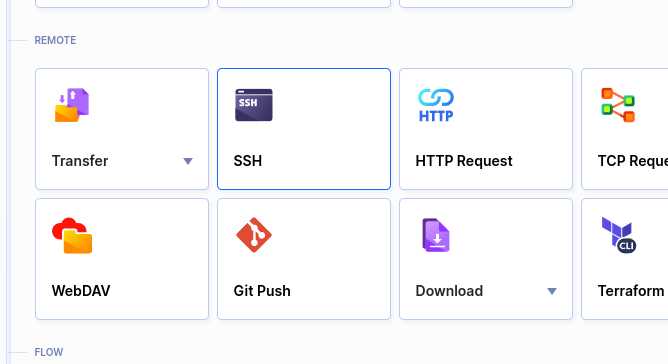 REMOTE
SSH
HTTP
Transfer
SSH
HTTP Request
TCP Reque
CLI
WebDAV
Git Push
Download
Terraform
FLOW